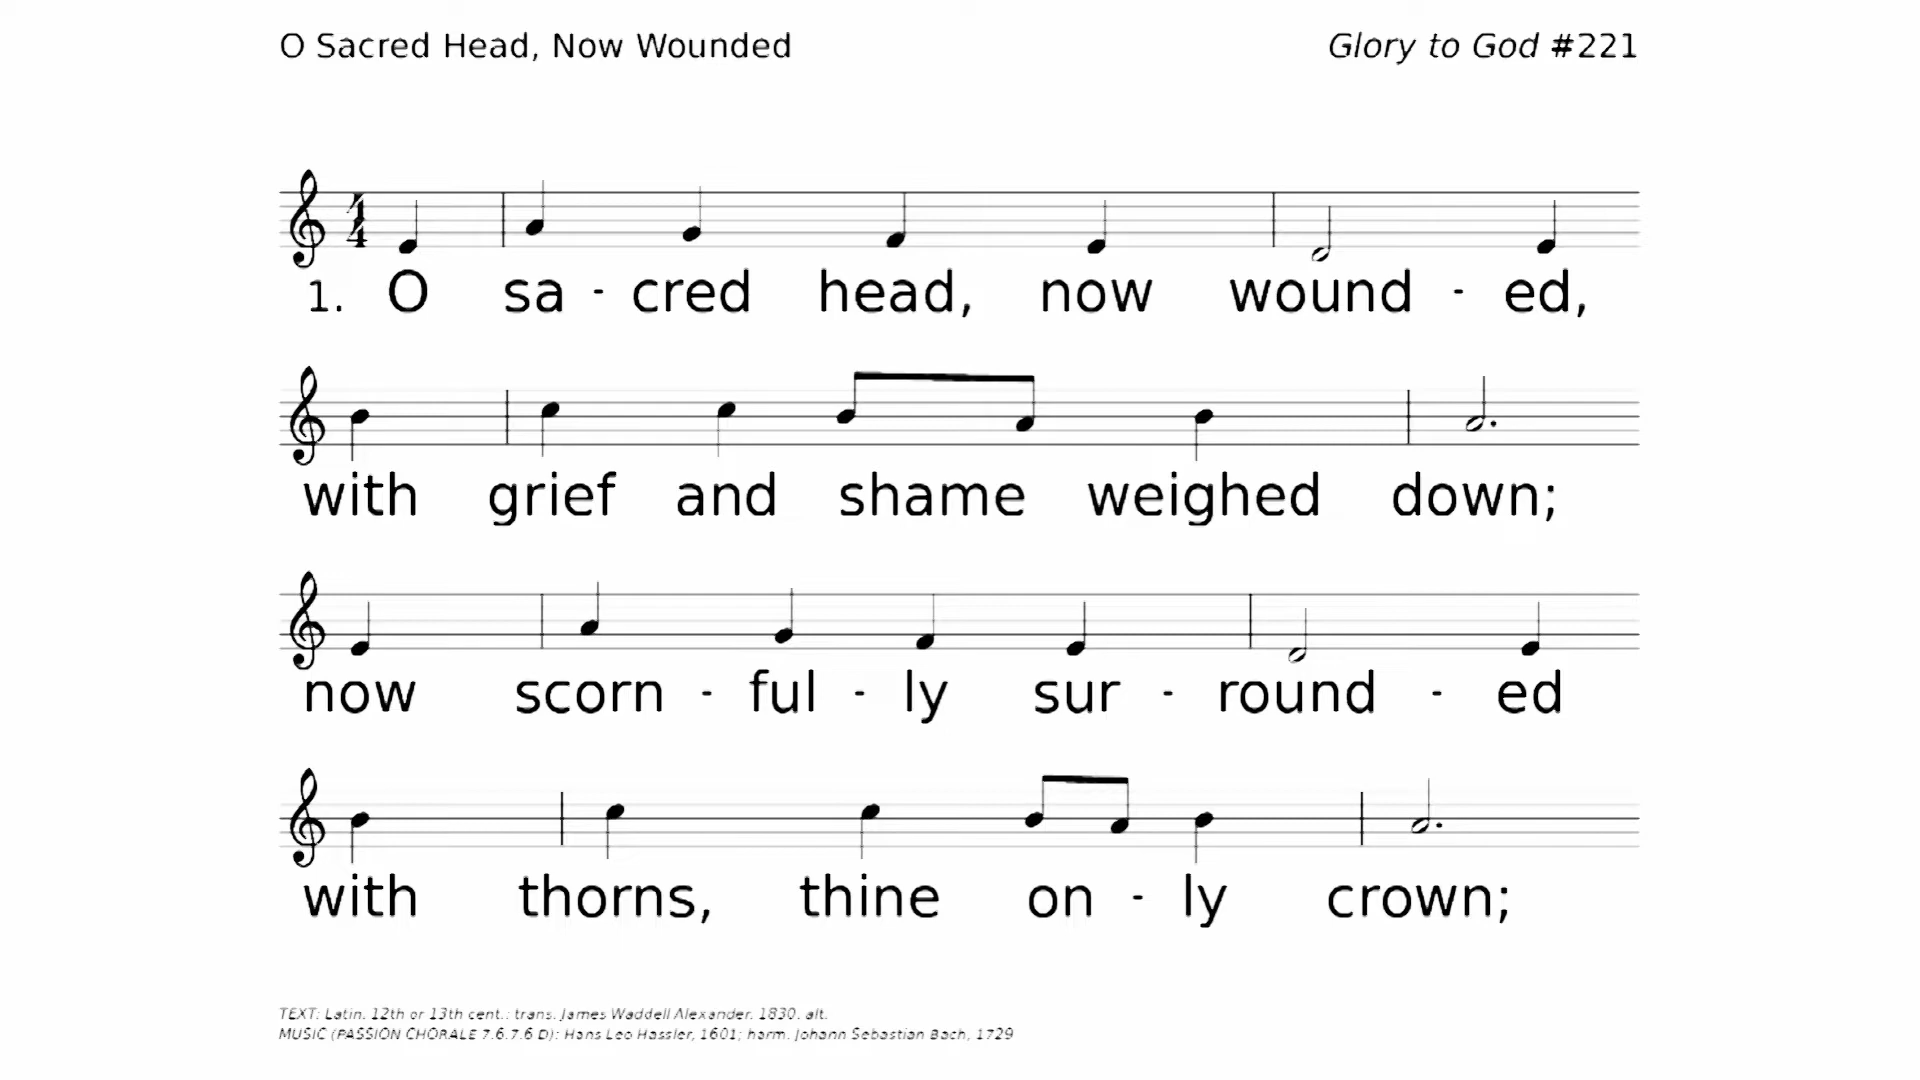 O Sacred Head, Now Wounded Glory to God #221
1. O sa - cred head, now wound - ed,
with grief and shame weighed down;
now scorn - ful - ly sur - round - ed
with thorns, thine on - ly crown;
TEXT: Latin, 12th or 13th cent.; trans. James Waddell Alexander, 1830, alt.
MUSIC (PASSION CHORALE 7.6.7.6 D): Hans Leo Hassler, 1601; harm. Johann Sebastian Bach, 1729